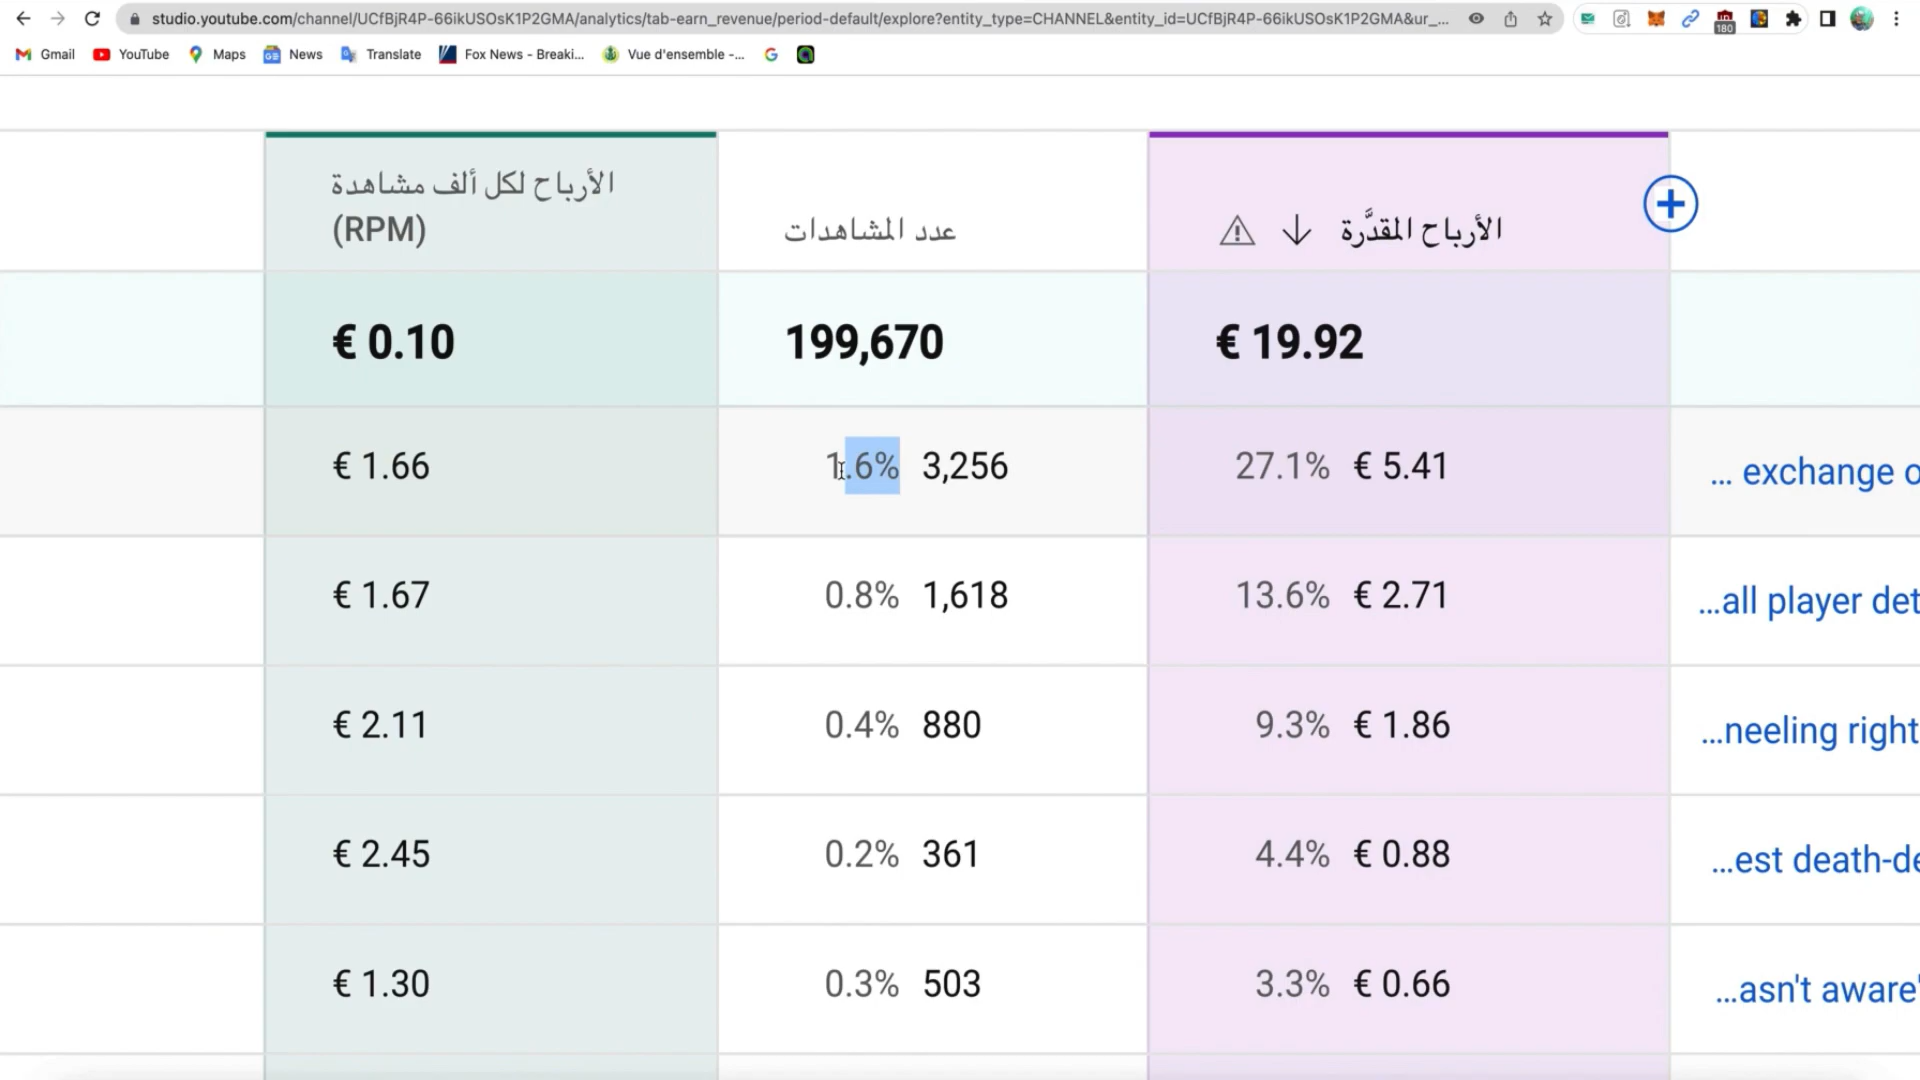 studio.youtube.com/channel/UCfBjR4P-66ikUSOsK1P2GMA/analytics/tab-earn_revenue/period-default/explore?entity_type=CHANNEL&entity_id=UCfBjR4P-66ikUSOsK1P2GMA&ur_...
180
Gmail YouTube Maps News Translate Fox News - Breaki... Vue d'ensemble -...
الأرباح المقدَّرة
عدد المشاهدات
الأرباح لكل ألف مشاهدة
(RPM)
€ 0.10 199,670 € 19.92
€ 1.66 1.6% 3,256 27.1% € 5.41 ... exchange o
€ 1.67 0.8% 1,618 13.6% € 2.71 ...all player det
€ 2.11 0.4% 880 9.3% € 1.86 ...neeling right
€ 2.45 0.2% 361 4.4% € 0.88 ...est death-de
€ 1.30 0.3% 503 3.3% € 0.66 ...asn't aware'